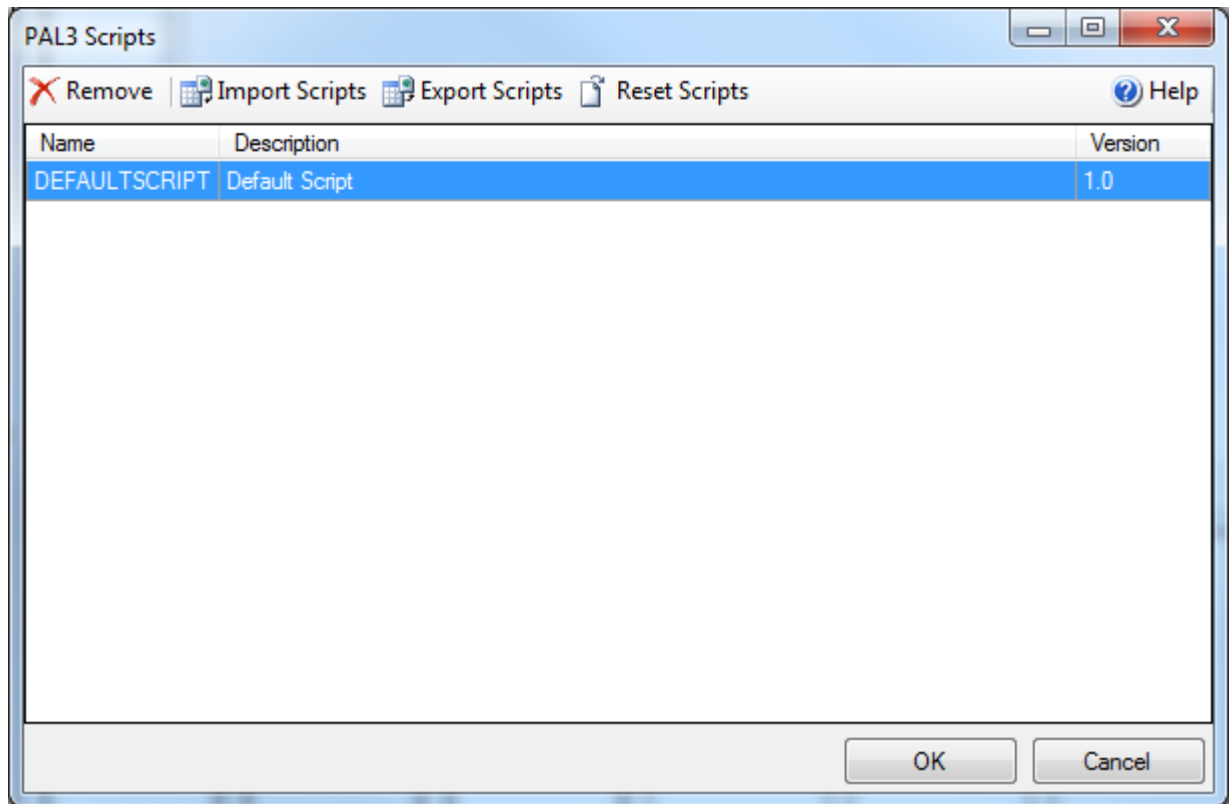 PAL3 Scripts
Remove Import Scripts Export Scripts Reset Scripts Help
Name Description Version
DEFAULTSCRIPT Default Script 1.0
OK Cancel